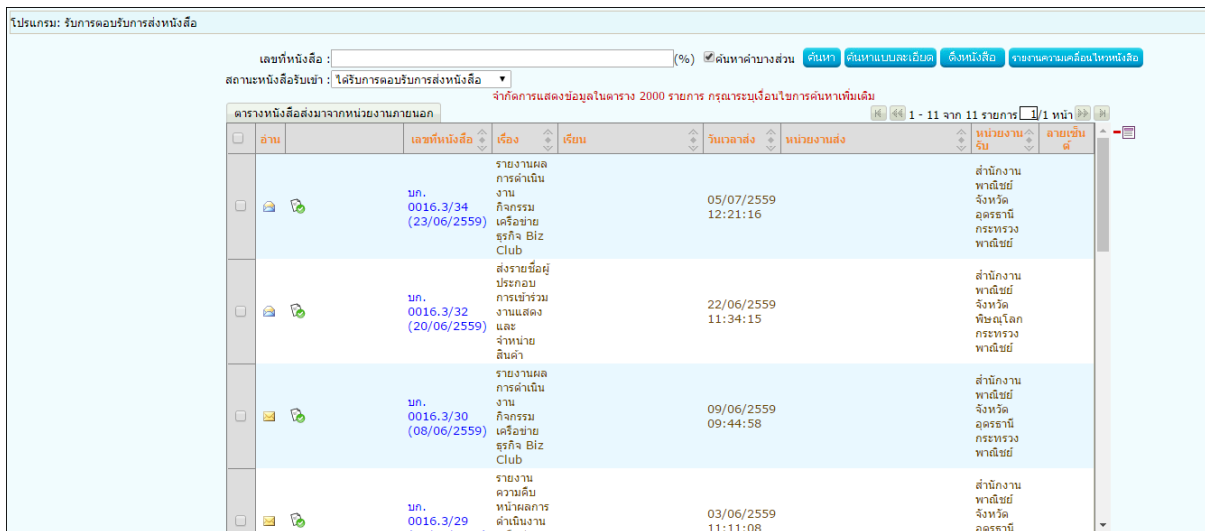 โปรแกรม: รับการตอบรับการส่งหนังสือ
เลขที่หนังสือ : (%) ค้นหาคำบางส่วน ค้นหา ค้นหาแบบละเอียด ดึงหนังสือ รายงานความเคลื่อนไหวหนังสือ
สถานะหนังสือรับเข้า : ได้รับการตอบรับการส่งหนังสือ
จำกัดการแสดงข้อมูลในตาราง 2000 รายการ กรุณาระบุเงื่อนไขการค้นหาเพิ่มเติม
ตารางหนังสือส่งมาจากหน่วยงานภายนอก 1 - 11 จาก 11 รายการ 1/1 หน้า
อ่าน เลขที่หนังสือ เรื่อง เรียน วันเวลาส่ง หน่วยงานส่ง หน่วยงาน ลายเซ็น
รับ ต์
บก.
0016.3/34
(23/06/2559)
รายงานผล
การดำเนิน
งาน
กิจกรรม
เครือข่าย
ธุรกิจ Biz
Club
05/07/2559
12:21:16
สำนักงาน
พาณิชย์
จังหวัด
อุดรธานี
กระทรวง
พาณิชย์
บก.
0016.3/32
(20/06/2559)
ส่งรายชื่อผู้
ประกอบ
การเข้าร่วม
งานแสดง
และ
จำหน่าย
สินค้า
22/06/2559
11:34:15
สำนักงาน
พาณิชย์
จังหวัด
พิษณุโลก
กระทรวง
พาณิชย์
บก.
0016.3/30
(08/06/2559)
รายงานผล
การดำเนิน
งาน
กิจกรรม
เครือข่าย
ธุรกิจ Biz
Club
09/06/2559
09:44:58
สำนักงาน
พาณิชย์
จังหวัด
อุดรธานี
กระทรวง
พาณิชย์
บก.
0016.3/29
รายงาน
ความคืบ
หน้าผลการ
ดำเนินงาน
03/06/2559
11:11:08
สำนักงาน
พาณิชย์
จังหวัด
อุดรธานี